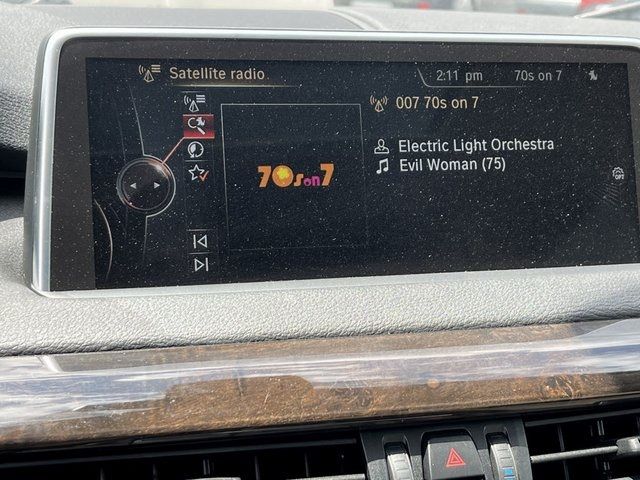 Satellite radio
2:11 pm
70s on 7
007 70s on 7
70s on 7
Electric Light Orchestra
Evil Woman (75)